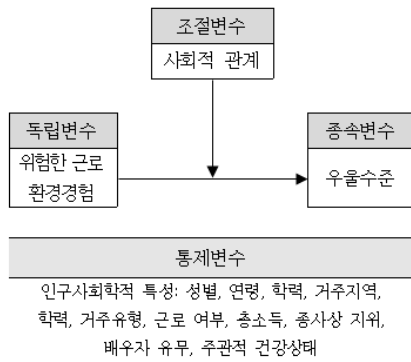 조절변수
사회적 관계
독립변수
위험한 근로
환경경험
종속변수
우울수준
통제변수
인구사회학적 특성: 성별, 연령, 학력, 거주지역,
학력, 거주유형, 근로 여부, 총소득, 종사상 지위,
배우자 유무, 주관적 건강상태